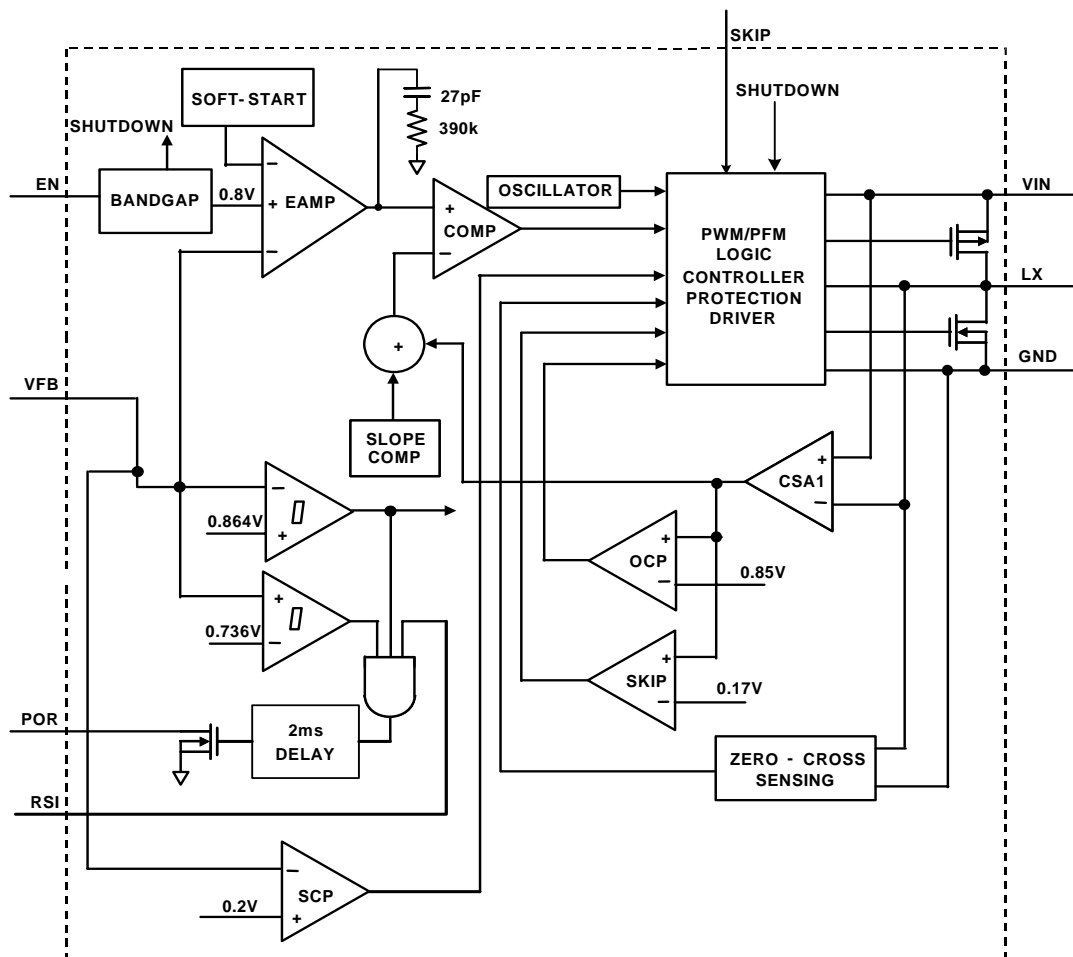 SKIP
SOFT-START
27pF
390k
SHUTDOWN
SHUTDOWN
EN
BANDGAP
0.8V
−
+
−
EAMP
+
−
COMP
OSCILLATOR
PWM/PFM
LOGIC
CONTROLLER
PROTECTION
DRIVER
VIN
LX
GND
+
VFB
SLOPE
COMP
−
0.864V
+
+
−
CSA1
+
−
OCP
0.85V
+
0.736V
−
+
−
SKIP
0.17V
POR
2ms
DELAY
ZERO - CROSS
SENSING
RSI
−
SCP
0.2V
+